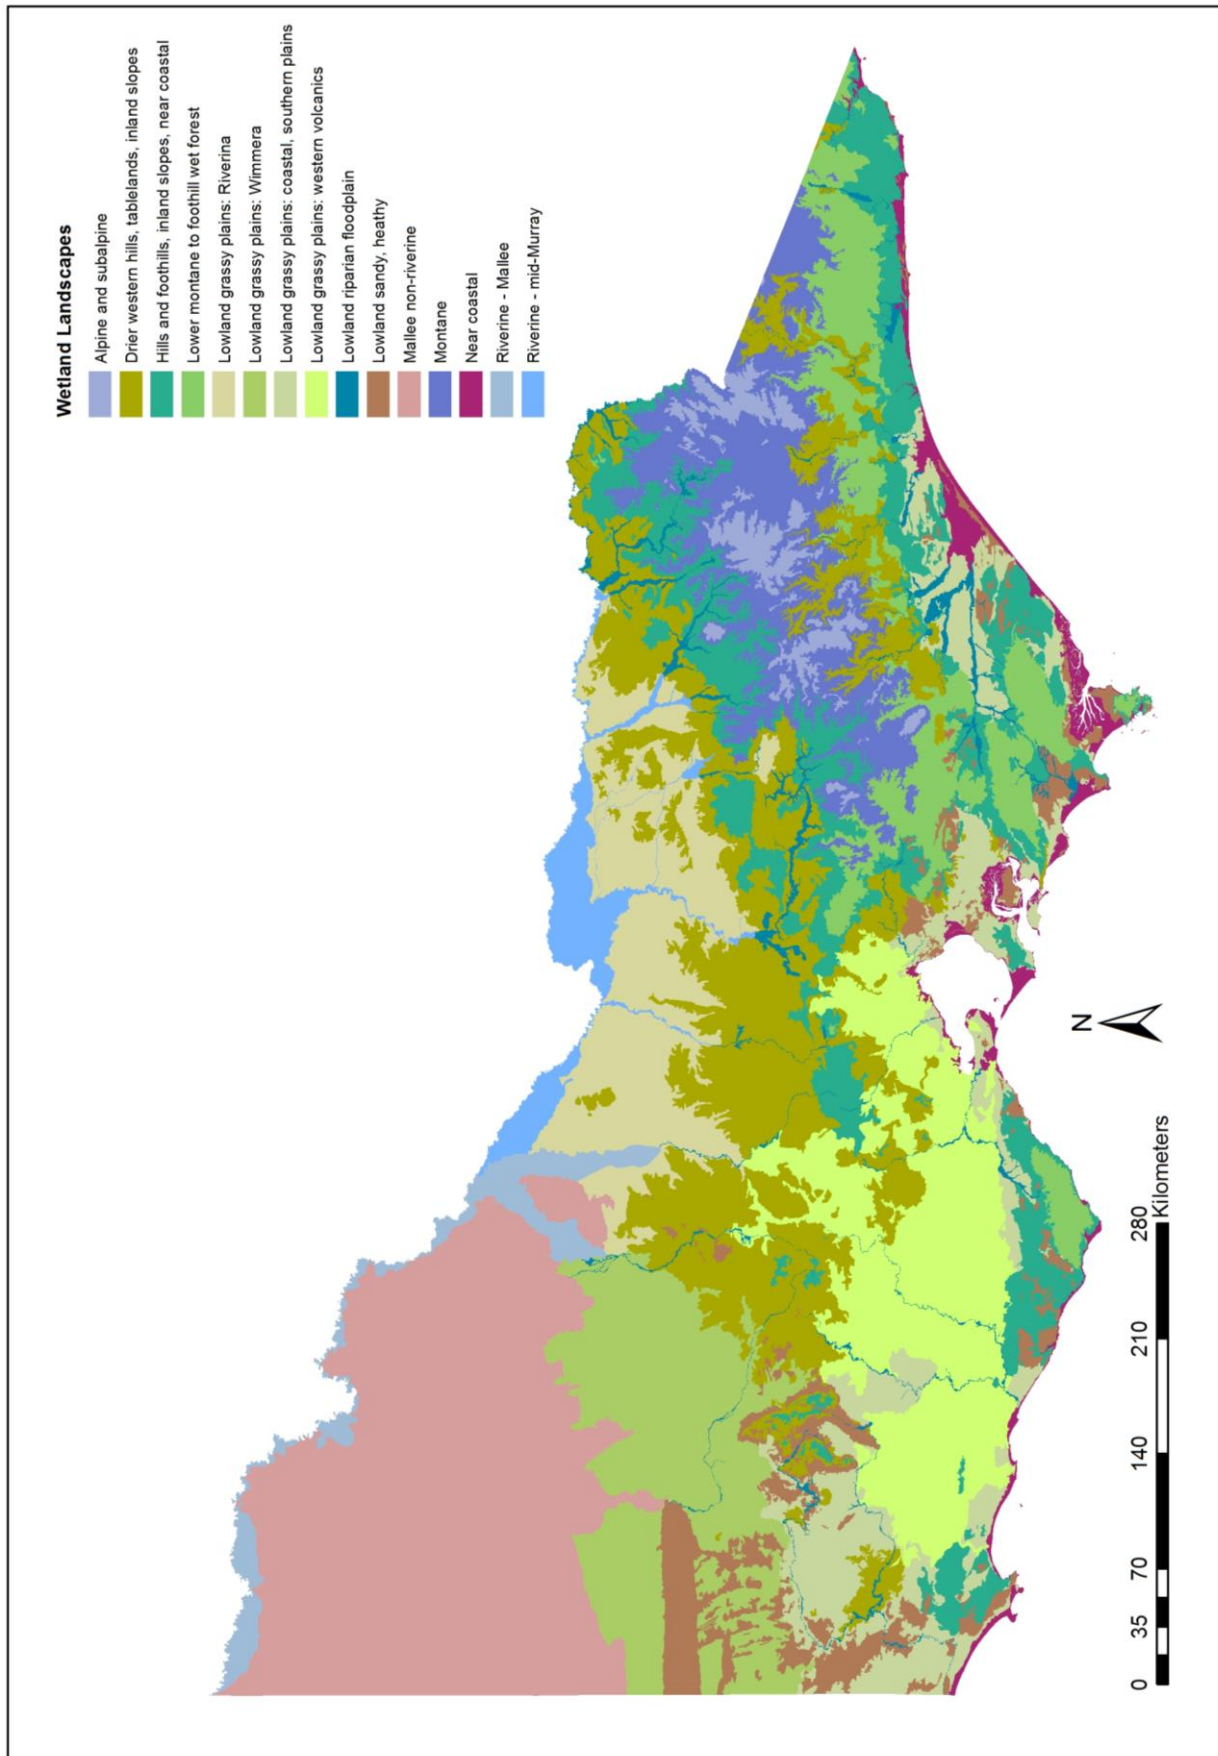 Wetland Landscapes
Alpine and subalpine
Drier western hills, tablelands, inland slopes
Hills and foothills, inland slopes, near coastal
Lower montane to foothill wet forest
Lowland grassy plains: Riverina
Lowland grassy plains: Wimmera
Lowland grassy plains: coastal, southern plains
Lowland grassy plains: western volcanics
Lowland riparian floodplain
Lowland sandy, heathy
Mallee non-riverine
Montane
Near coastal
Riverine - Mallee
Riverine - mid-Murray
N
0 35 70 140 210 280
Kilometers